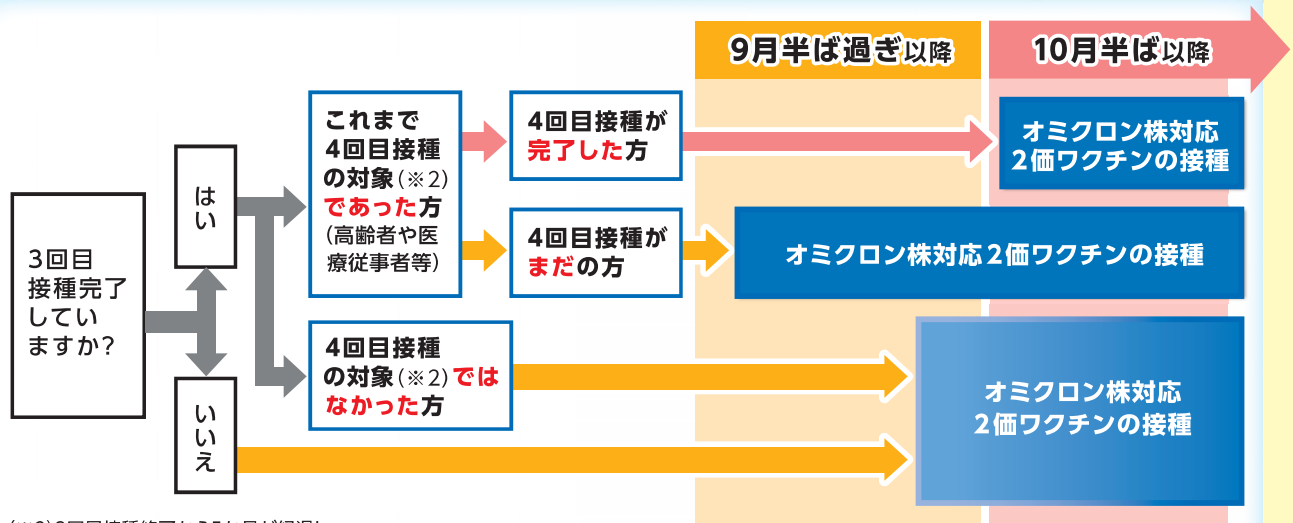 9月半ば過ぎ以降
10月半ば以降
3回目
接種完了
してい
ますか?
はい
いいえ
これまで
4回目接種
の対象(※2)
であった方
(高齢者や医
療従事者等)
4回目接種が
完了した方
オミクロン株対応
2価ワクチンの接種
4回目接種が
まだの方
オミクロン株対応2価ワクチンの接種
4回目接種
の対象(※2)では
なかった方
オミクロン株対応
2価ワクチンの接種